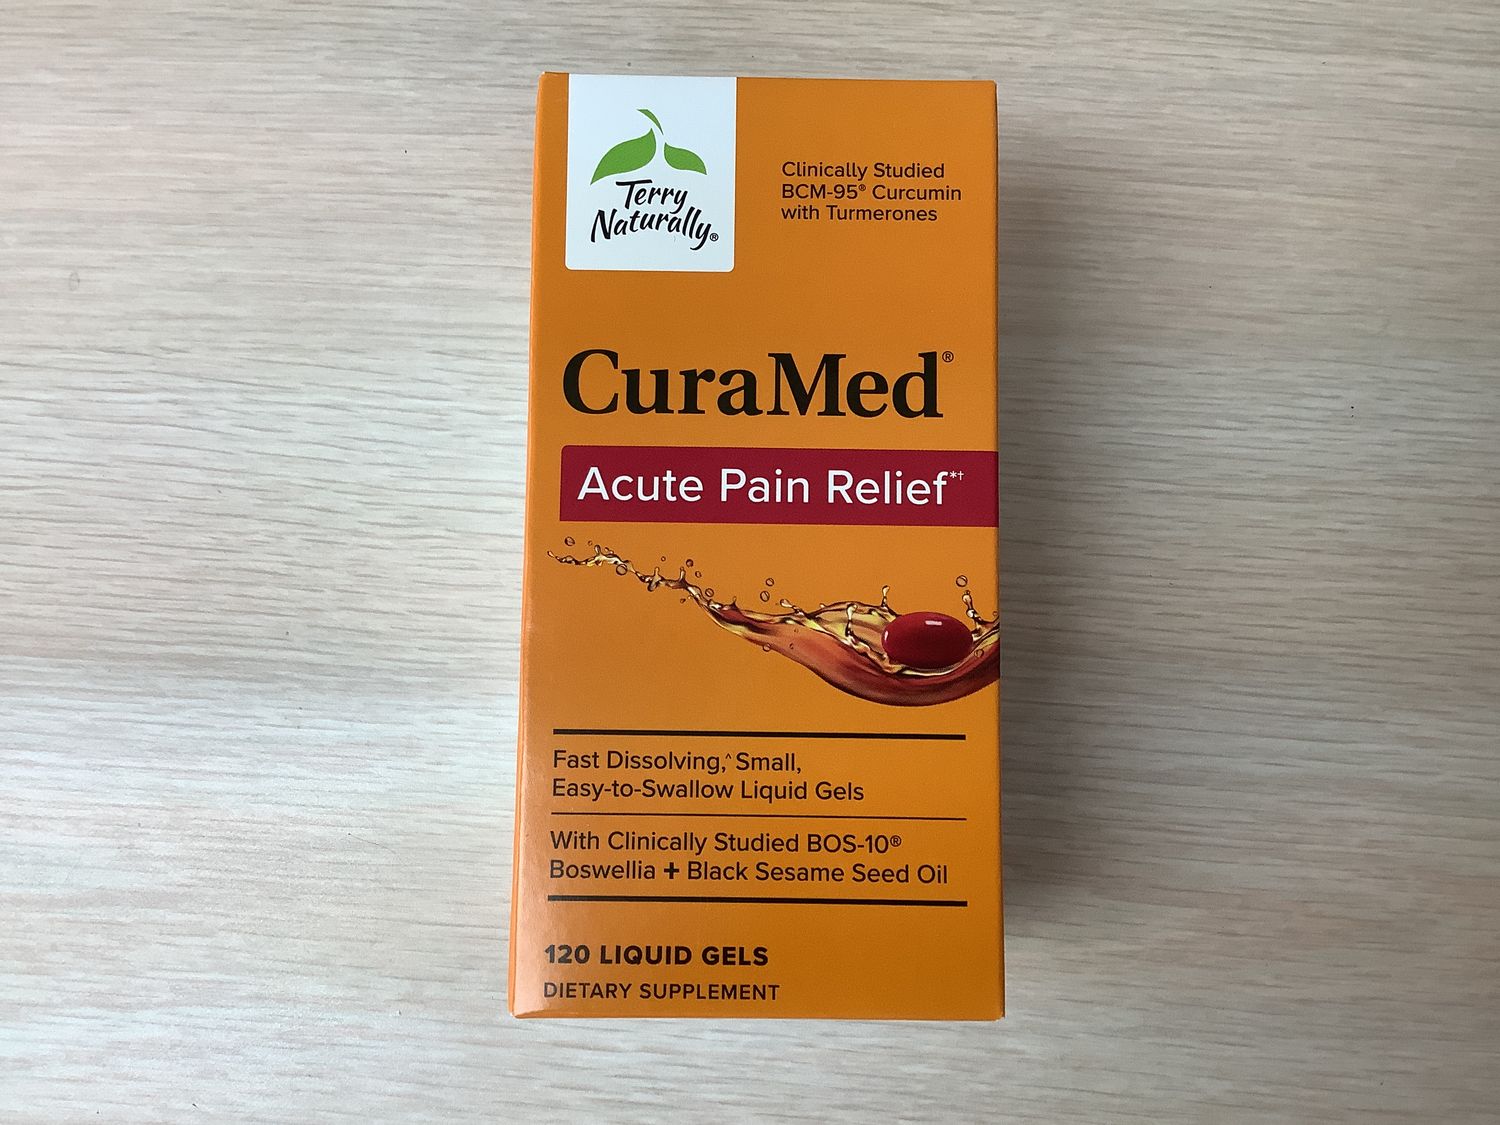 Terry
Naturally®
Clinically Studied
BCM-95® Curcumin
with Turmerones
CuraMed®
Acute Pain Relief*†
Fast Dissolving,^ Small,
Easy-to-Swallow Liquid Gels
With Clinically Studied BOS-10®
Boswellia + Black Sesame Seed Oil
120 LIQUID GELS
DIETARY SUPPLEMENT